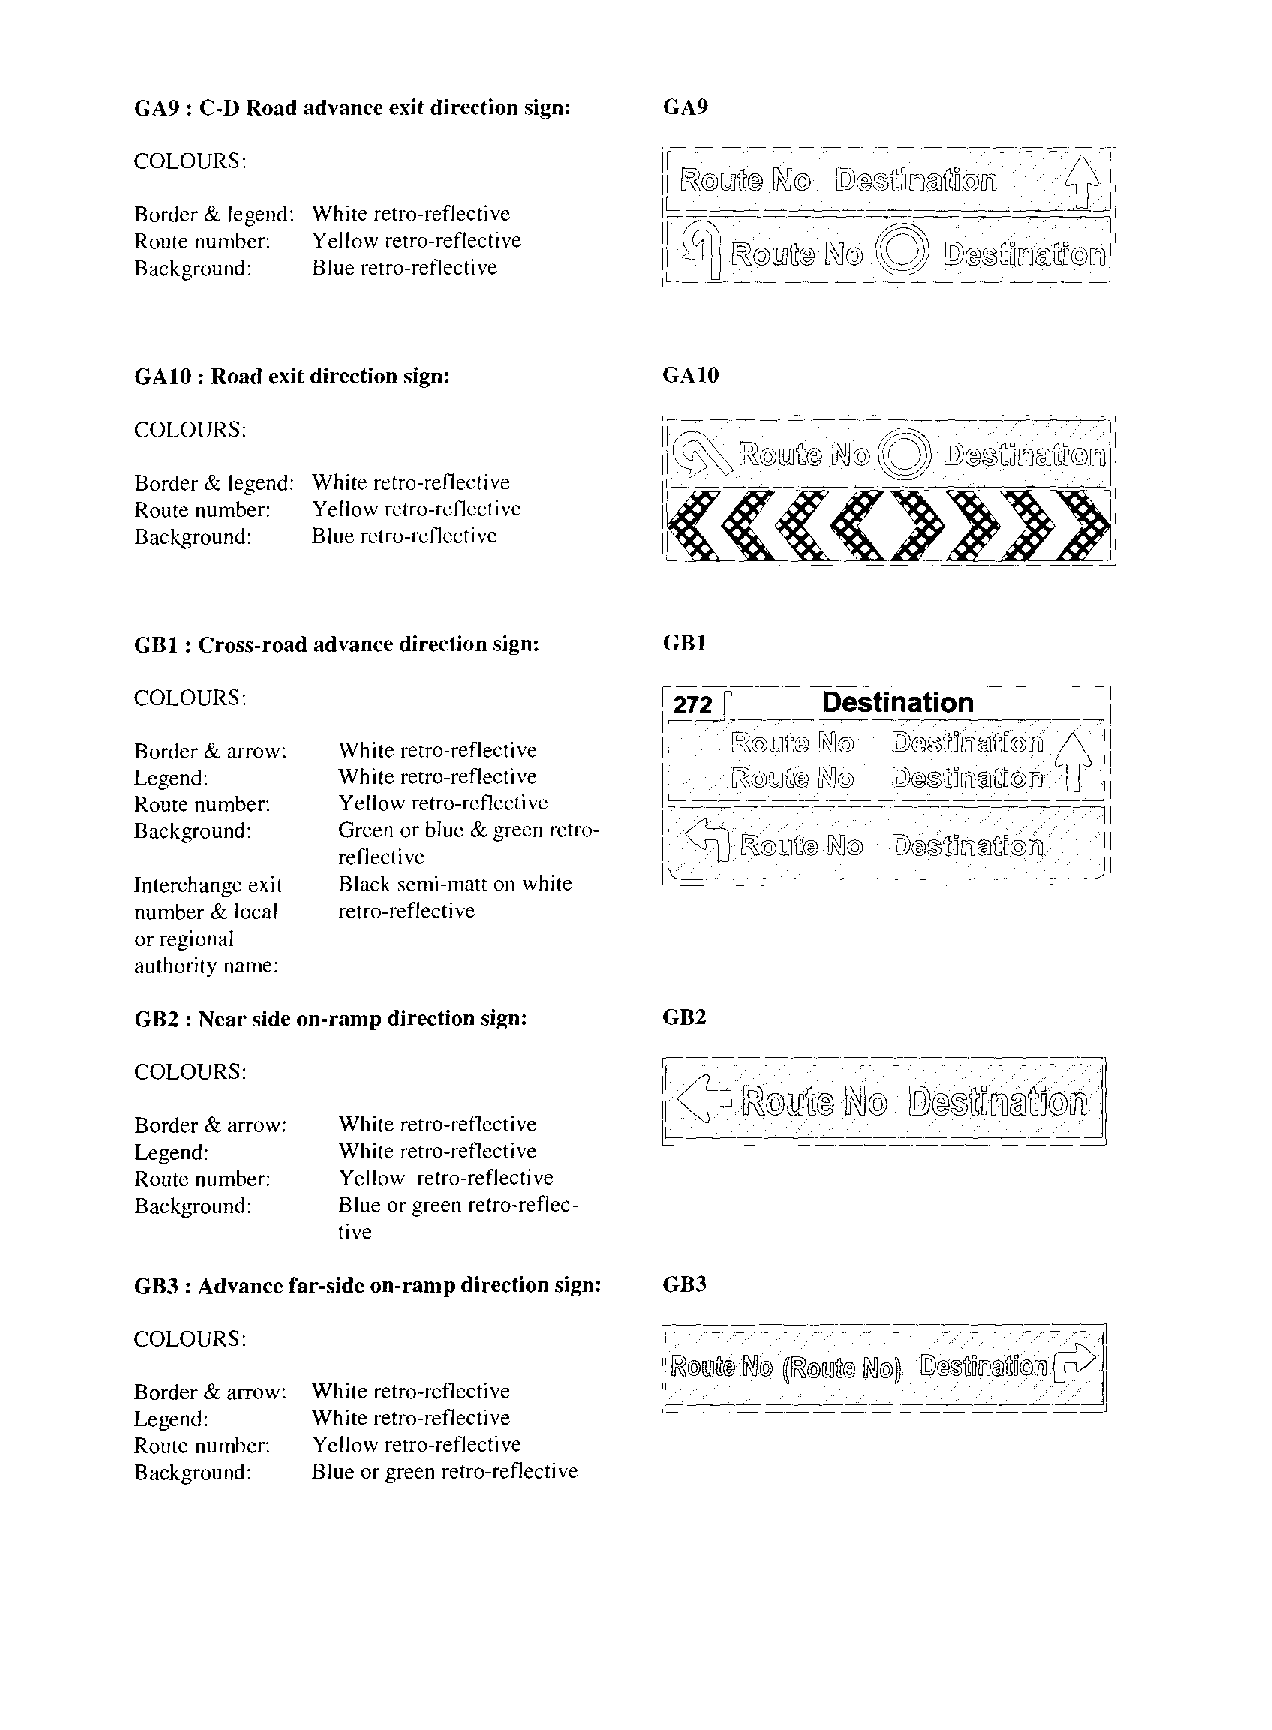 GA9 : C-D Road advance exit direction sign: GA9
COLOURS:
Route No Destination
Border & legend: White retro-reflective
Route number: Yellow retro-reflective
Route No Destination
Background: Blue retro-reflective
GA10 : Road exit direction sign: GA10
COLOURS:
Route No Destination
Border & legend: White retro-reflective
Route number: Yellow retro-reflective
Background: Blue retro-reflective
GB1 : Cross-road advance direction sign: GB1
COLOURS:
272 Destination
Route No Destination
Border & arrow: White retro-reflective
Legend: White retro-reflective
Route No Destination
Route number: Yellow retro-reflective
Background: Green or blue & green retro-
reflective
Route No Destination
Interchange exit Black semi-matt on white
number & local retro-reflective
or regional
authority name:
GB2 : Near side on-ramp direction sign: GB2
COLOURS:
Route No Destination
Border & arrow: White retro-reflective
Legend: White retro-reflective
Route number: Yellow retro-reflective
Background: Blue or green retro-reflec-
tive
GB3 : Advance far-side on-ramp direction sign: GB3
COLOURS:
Route No (Route No) Destination
Border & arrow: White retro-reflective
Legend: White retro-reflective
Route number: Yellow retro-reflective
Background: Blue or green retro-reflective